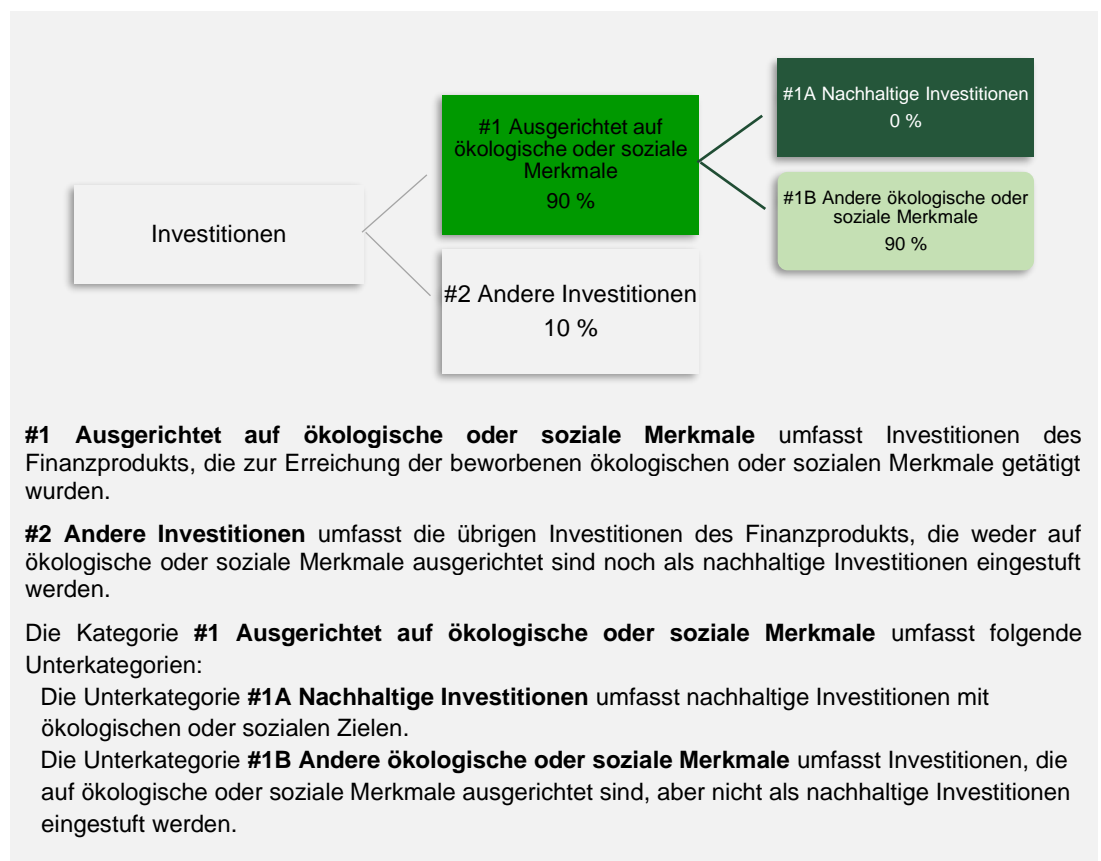 #1A Nachhaltige Investitionen
0 %
#1 Ausgerichtet auf
ökologische oder soziale
Merkmale
90 %
#1B Andere ökologische oder
soziale Merkmale
90 %
Investitionen
#2 Andere Investitionen
10 %
#1 Ausgerichtet auf ökologische oder soziale Merkmale umfasst Investitionen des
Finanzprodukts, die zur Erreichung der beworbenen ökologischen oder sozialen Merkmale getätigt
wurden.
#2 Andere Investitionen umfasst die übrigen Investitionen des Finanzprodukts, die weder auf
ökologische oder soziale Merkmale ausgerichtet sind noch als nachhaltige Investitionen eingestuft
werden.
Die Kategorie #1 Ausgerichtet auf ökologische oder soziale Merkmale umfasst folgende
Unterkategorien:
Die Unterkategorie #1A Nachhaltige Investitionen umfasst nachhaltige Investitionen mit
ökologischen oder sozialen Zielen.
Die Unterkategorie #1B Andere ökologische oder soziale Merkmale umfasst Investitionen, die
auf ökologische oder soziale Merkmale ausgerichtet sind, aber nicht als nachhaltige Investitionen
eingestuft werden.